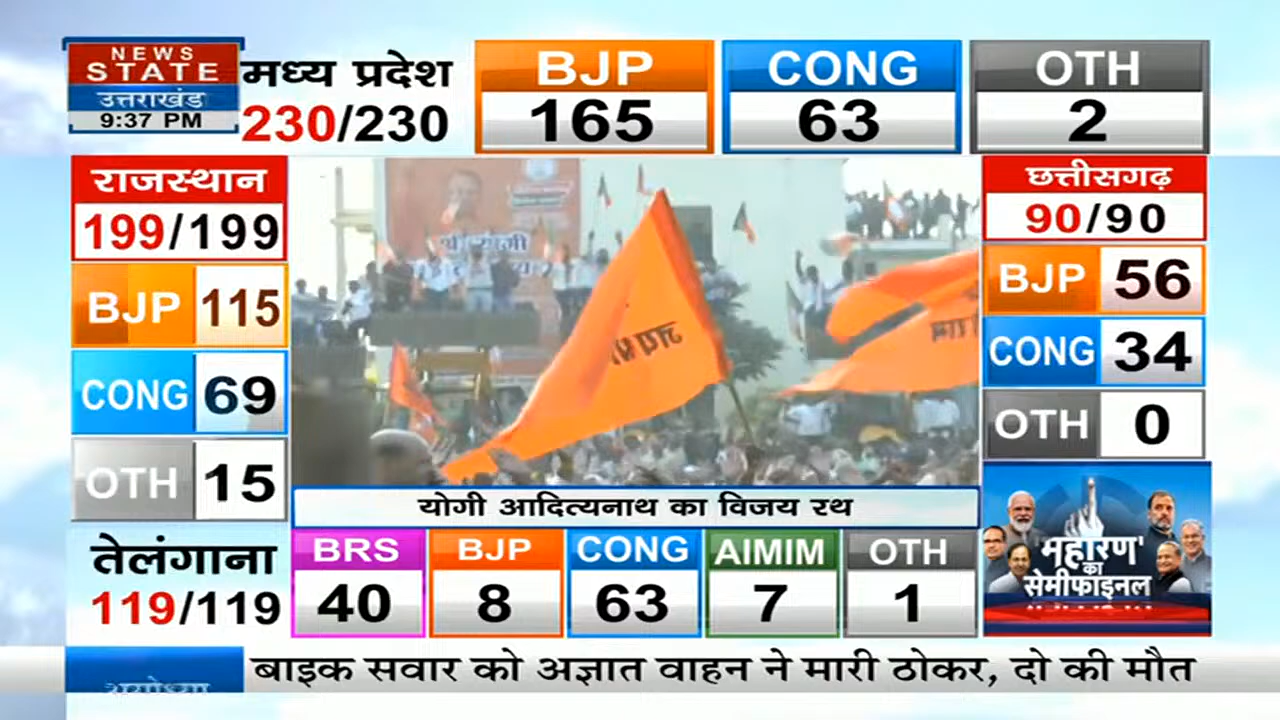 NEWS
STATE
उत्तराखंड
9:37 PM
मध्य प्रदेश
230/230
BJP
165
CONG
63
OTH
2
राजस्थान
199/199
BJP
115
CONG
69
OTH
15
छत्तीसगढ़
90/90
BJP
56
CONG
34
OTH
0
योगी आदित्यनाथ का विजय रथ
'महारण'
का
सेमीफाइनल
तेलंगाना
119/119
BRS
40
BJP
8
CONG
63
AIMIM
7
OTH
1
अयोध्या
बाइक सवार को अज्ञात वाहन ने मारी ठोकर, दो की मौत